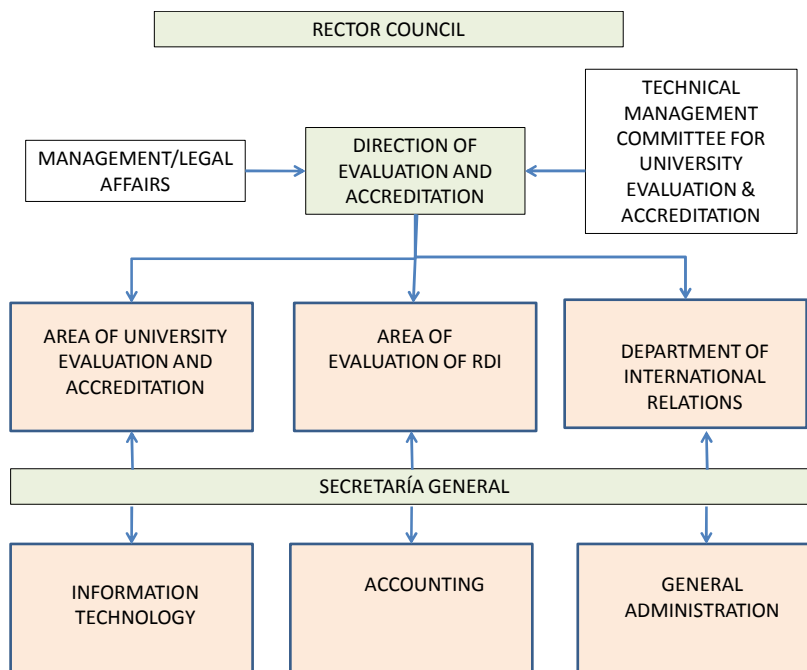 RECTOR COUNCIL
MANAGEMENT/LEGAL
AFFAIRS
DIRECTION OF
EVALUATION AND
ACCREDITATION
TECHNICAL
MANAGEMENT
COMMITTEE FOR
UNIVERSITY
EVALUATION &
ACCREDITATION
AREA OF UNIVERSITY
EVALUATION AND
ACCREDITATION
AREA OF
EVALUATION OF RDI
DEPARTMENT OF
INTERNATIONAL
RELATIONS
SECRETARÍA GENERAL
INFORMATION
TECHNOLOGY
ACCOUNTING
GENERAL
ADMINISTRATION